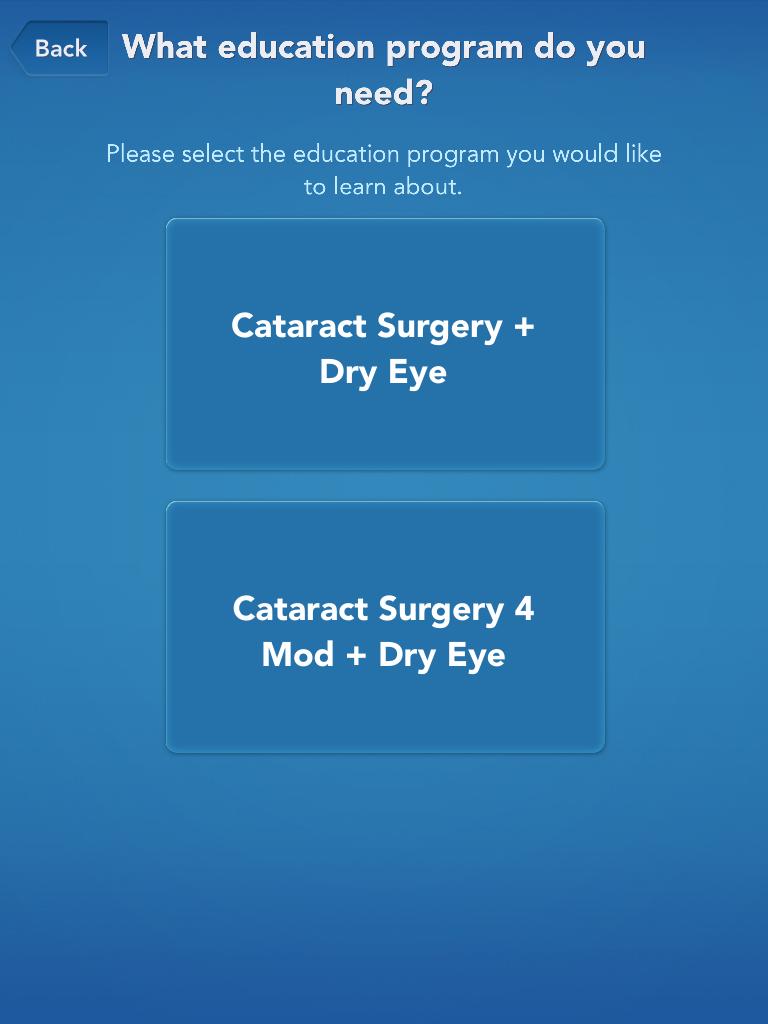 Back
What education program do you
need?
Please select the education program you would like
to learn about.
Cataract Surgery +
Dry Eye
Cataract Surgery 4
Mod + Dry Eye